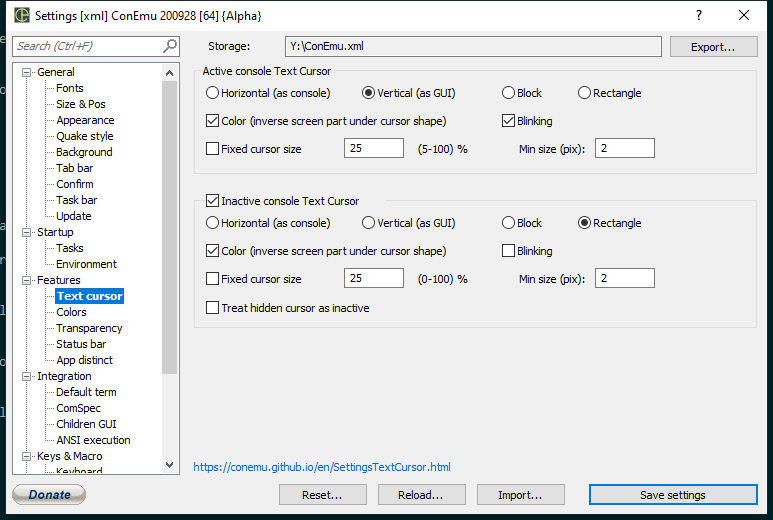 Settings [xml] ConEmu 200928 [64] {Alpha}
?
Search (Ctrl+F)
Storage:
Y:\ConEmu.xml
Export...
General
Fonts
Size & Pos
Appearance
Quake style
Background
Tab bar
Confirm
Task bar
Update
Startup
Tasks
Environment
Features
Text cursor
Colors
Transparency
Status bar
App distinct
Integration
Default term
ComSpec
Children GUI
ANSI execution
Keys & Macro
Keyboard
Donate
Active console Text Cursor
Horizontal (as console) Vertical (as GUI) Block Rectangle
Color (inverse screen part under cursor shape) Blinking
Fixed cursor size 25 (5-100) % Min size (pix): 2
Inactive console Text Cursor
Horizontal (as console) Vertical (as GUI) Block Rectangle
Color (inverse screen part under cursor shape) Blinking
Fixed cursor size 25 (0-100) % Min size (pix): 2
Treat hidden cursor as inactive
https://conemu.github.io/en/SettingsTextCursor.html
Reset... Reload... Import... Save settings